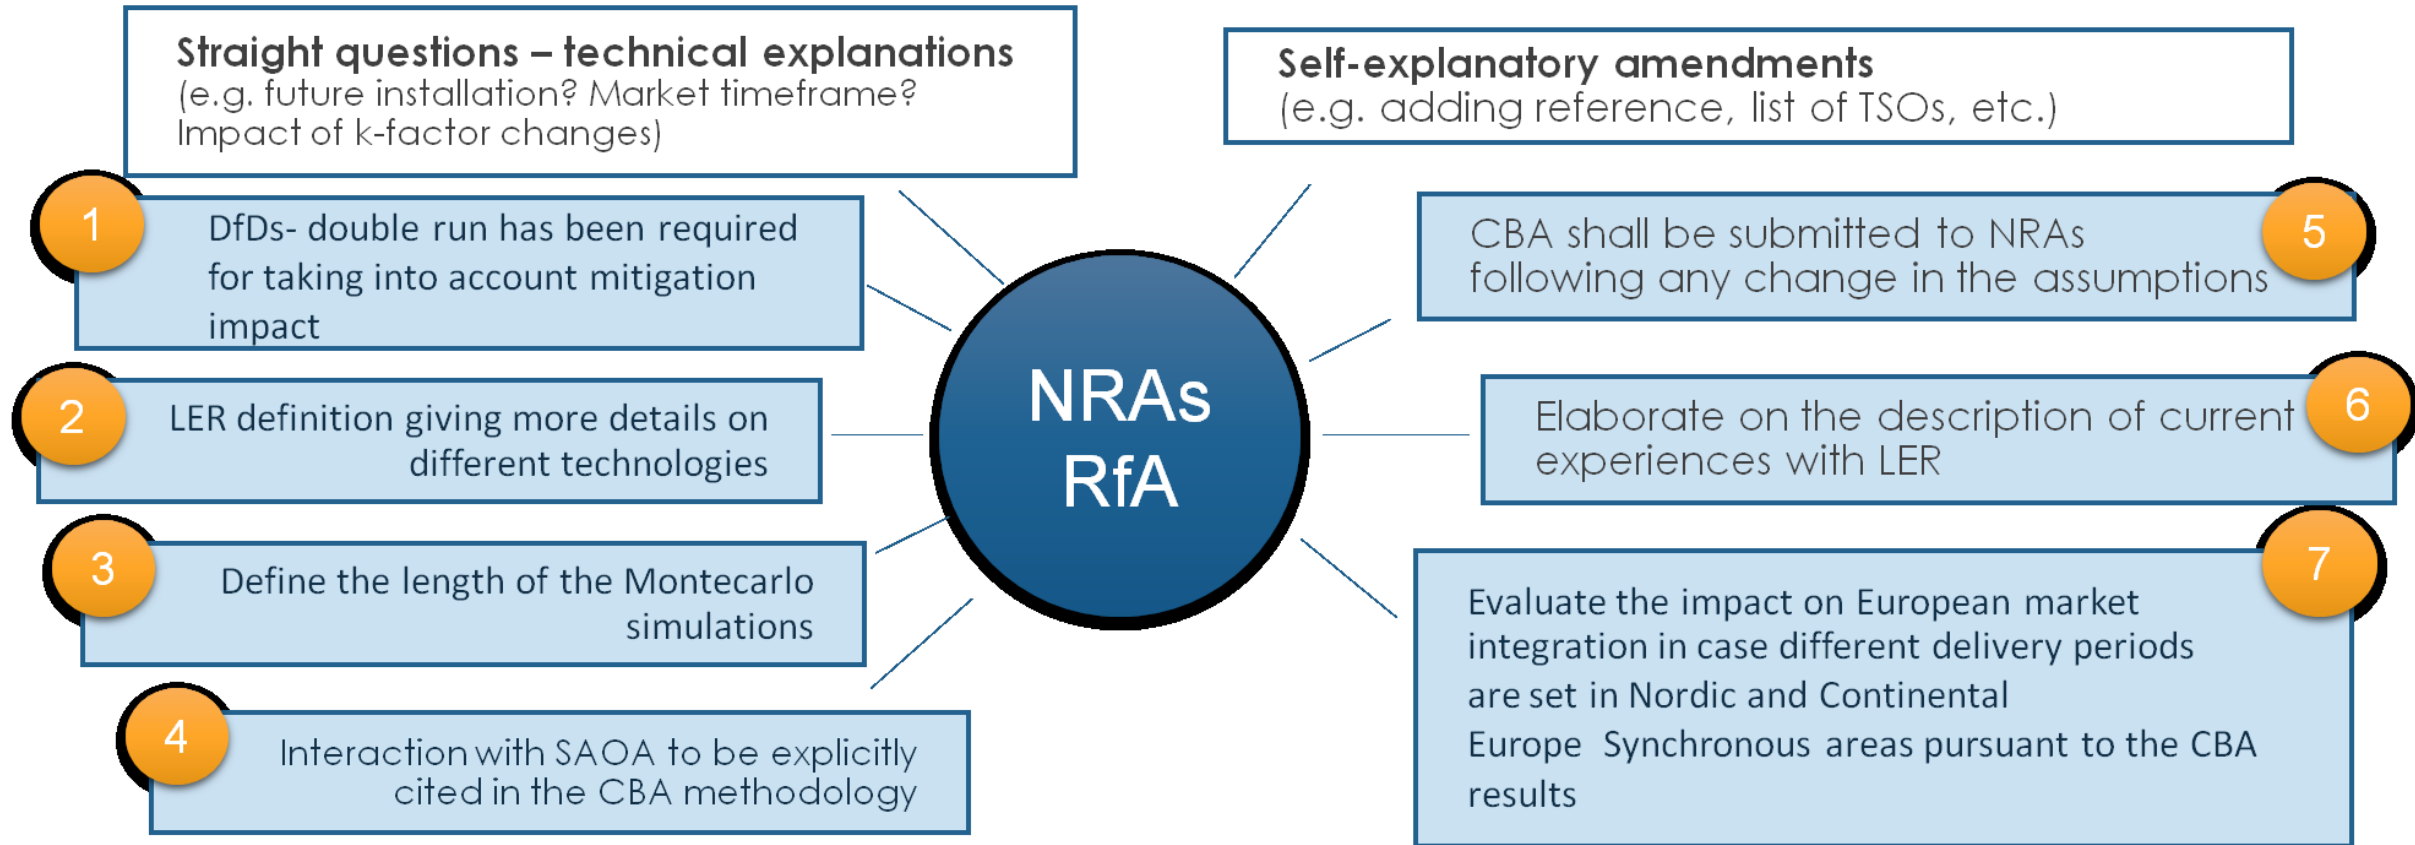 Straight questions – technical explanations
(e.g. future installation? Market timeframe?
Impact of k-factor changes)
1
DfDs- double run has been required
for taking into account mitigation
impact
2
LER definition giving more details on
different technologies
3
Define the length of the Montecarlo
simulations
4
Interaction with SAOA to be explicitly
cited in the CBA methodology
NRAs
RfA
Self-explanatory amendments
(e.g. adding reference, list of TSOs, etc.)
5
CBA shall be submitted to NRAs
following any change in the assumptions
6
Elaborate on the description of current
experiences with LER
7
Evaluate the impact on European market
integration in case different delivery periods
are set in Nordic and Continental
Europe Synchronous areas pursuant to the CBA
results